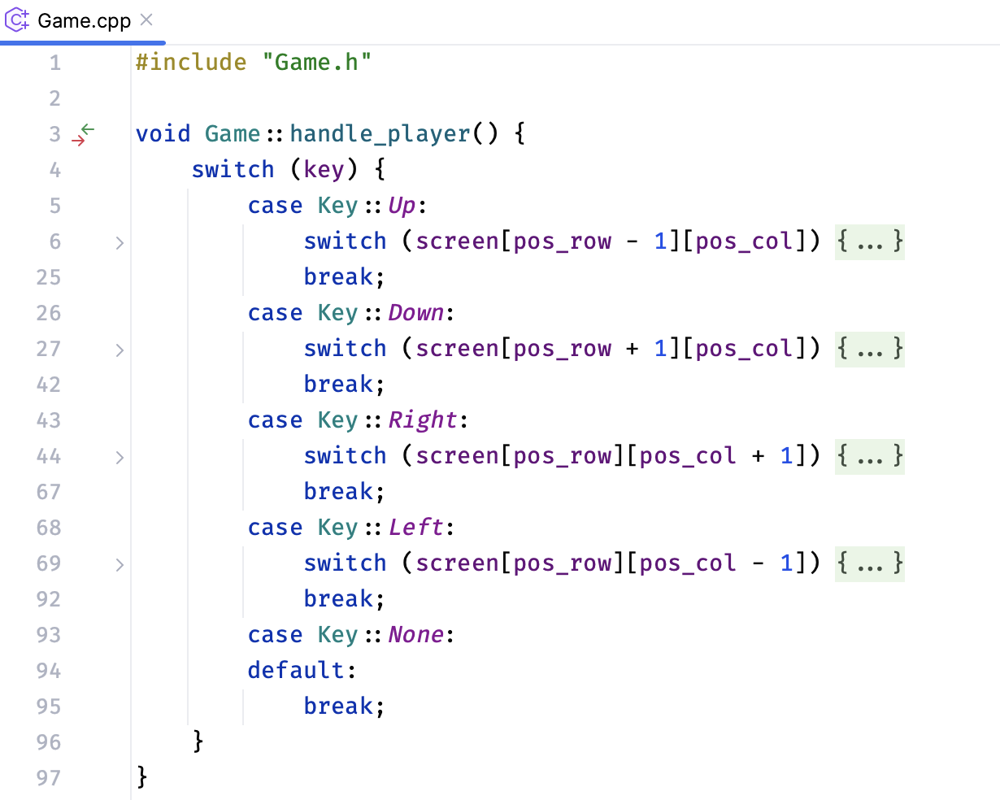 Game.cpp
1 #include "Game.h"
2
3 void Game::handle_player() {
4     switch (key) {
5         case Key::Up:
6             switch (screen[pos_row - 1][pos_col]) {...}
25             break;
26         case Key::Down:
27             switch (screen[pos_row + 1][pos_col]) {...}
42             break;
43         case Key::Right:
44             switch (screen[pos_row][pos_col + 1]) {...}
67             break;
68         case Key::Left:
69             switch (screen[pos_row][pos_col - 1]) {...}
92             break;
93         case Key::None:
94         default:
95             break;
96     }
97 }